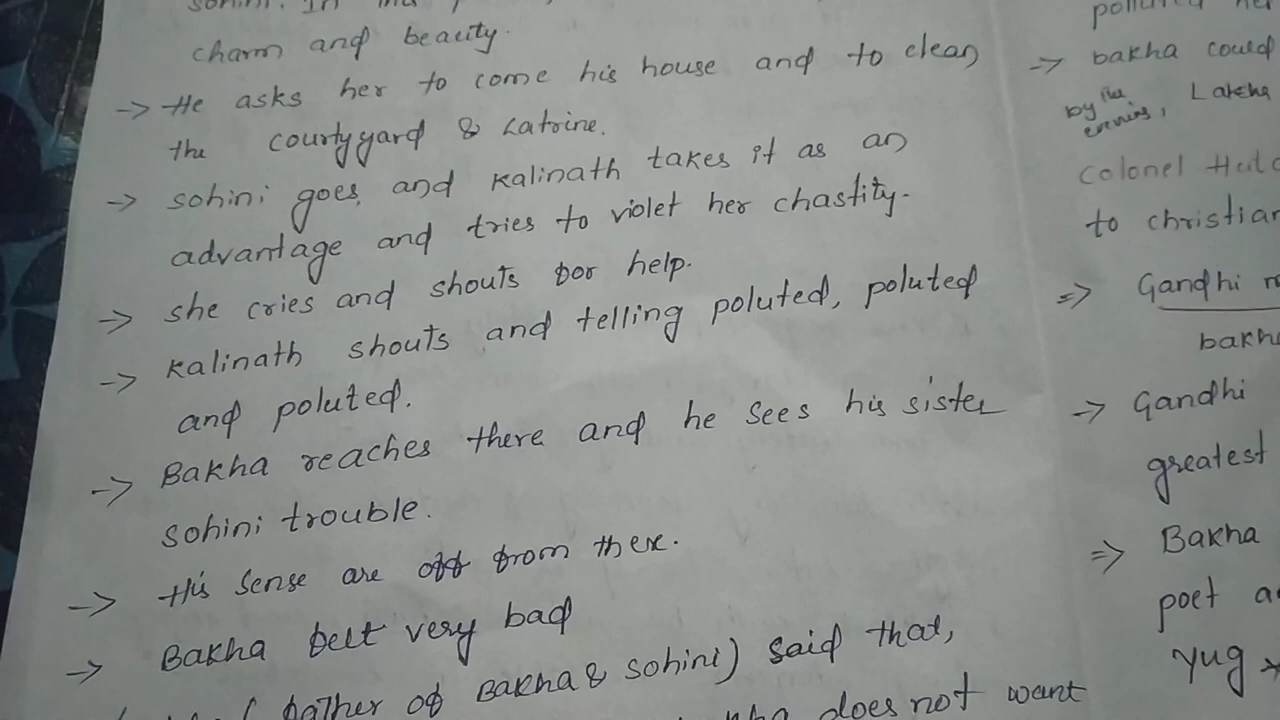 charm and beauty.
-> He asks her to come his house and to clean
the courtyyard & Latrine.
-> sohini goes, and Kalinath takes it as an
advantage and tries to violet her chastity.
-> she cries and shouts for help.
-> Kalinath shouts and telling poluted, poluted
and poluted.
-> Bakha reaches there and he sees his sister
sohini trouble.
-> His sense are off from there.
-> Bakha felt very bad
(father of Bakha & sohini) said that,
does not want
-> bakha could
by the evening, Lakha
colonel
to christian
=> Gandhi
bakha
-> Gandhi
greatest
=> Bakha
poet
yug